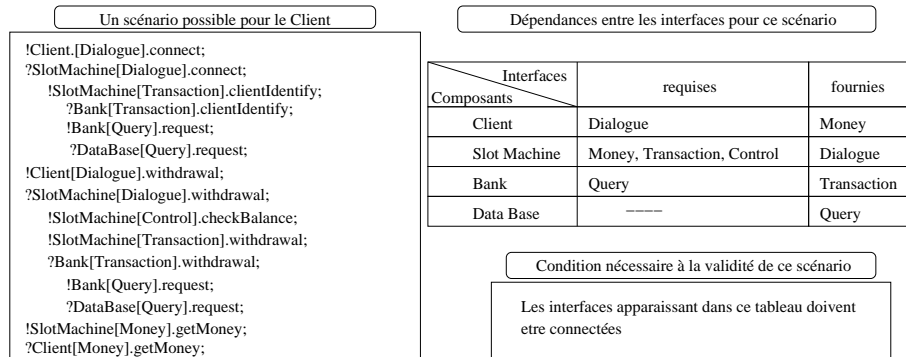 Un scénario possible pour le Client
!Client.[Dialogue].connect;
?SlotMachine[Dialogue].connect;
!SlotMachine[Transaction].clientIdentify;
?Bank[Transaction].clientIdentify;
!Bank[Query].request;
?DataBase[Query].request;
!Client[Dialogue].withdrawal;
?SlotMachine[Dialogue].withdrawal;
!SlotMachine[Control].checkBalance;
!SlotMachine[Transaction].withdrawal;
?Bank[Transaction].withdrawal;
!Bank[Query].request;
?DataBase[Query].request;
!SlotMachine[Money].getMoney;
?Client[Money].getMoney;
Dépendances entre les interfaces pour ce scénario
Interfaces
Composants
requises
fournies
Client Dialogue Money
Slot Machine Money, Transaction, Control Dialogue
Bank Query Transaction
Data Base −−−− Query
Condition nécessaire à la validité de ce scénario
Les interfaces apparaissant dans ce tableau doivent
etre connectées